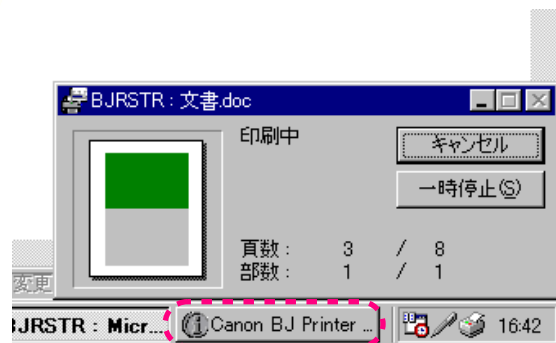 BJRSTR : 文書.doc
印刷中
キャンセル
一時停止(S)
頁数 : 3 / 8
部数 : 1 / 1
変更
BJRSTR : Micr...
Canon BJ Printer ...
16:42